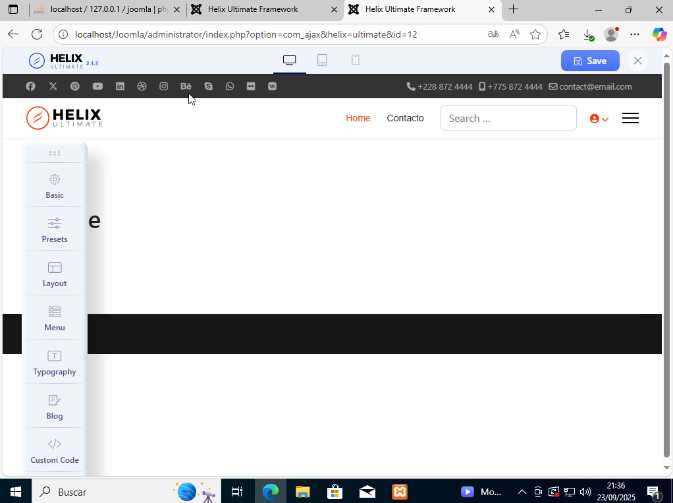 localhost / 127.0.0.1 / joomla | ph
Helix Ultimate Framework
Helix Ultimate Framework
localhost/Joomla/administrator/index.php?option=com_ajax&helix=ultimate&id=12
HELIX
ULTIMATE 2.1.3
Save
+228 872 4444
+775 872 4444
contact@email.com
HELIX
ULTIMATE
Home
Contacto
Search ...
Basic
Presets
e
Layout
Menu
Typography
Blog
Custom Code
Buscar
Mo...
21:36
23/09/2025